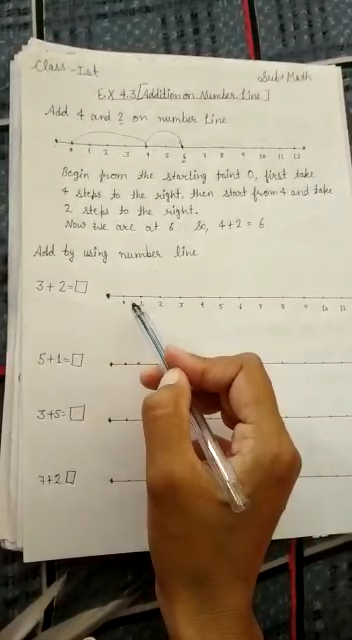 Class-Ist
Sub: Math
EX 4.3 [Addition on Number Line]
Add 4 and 2 on number line
0 1 2 3 4 5 6 7 8 9 10 11 12
Begin from the starting point 0, first take
4 steps to the right, then start from 4 and take
2 steps to the right.
Now we are at 6. So, 4+2 = 6
Add by using number line
3 + 2 =
1 2 3 4 5 6 7 8 9 10 11
5+1 =
3+5=
7+2